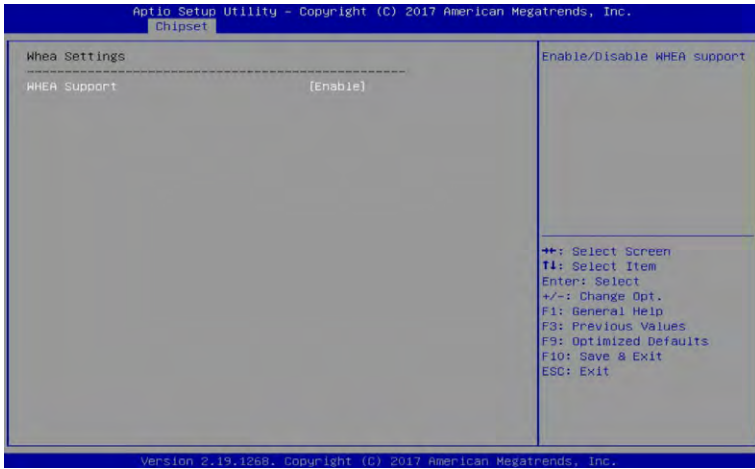 Aptio Setup Utility – Copyright (C) 2017 American Megatrends, Inc.
Chipset
Whea Settings
--------------------------------------------------
WHEA Support [Enable]
Enable/Disable WHEA support
→←: Select Screen
↑↓: Select Item
Enter: Select
+/-: Change Opt.
F1: General Help
F3: Previous Values
F9: Optimized Defaults
F10: Save & Exit
ESC: Exit
Version 2.19.1268. Copyright (C) 2017 American Megatrends, Inc.